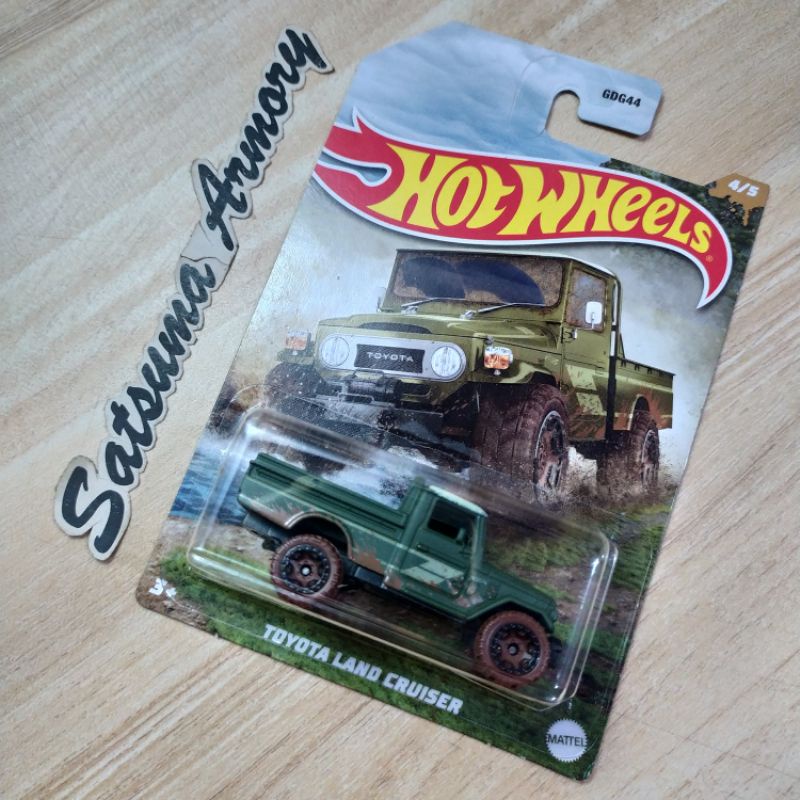 Satsuma Armory
GDG44
4/5
HOT WHEELS
®
TOYOTA
3+
TOYOTA LAND CRUISER
MATTEL